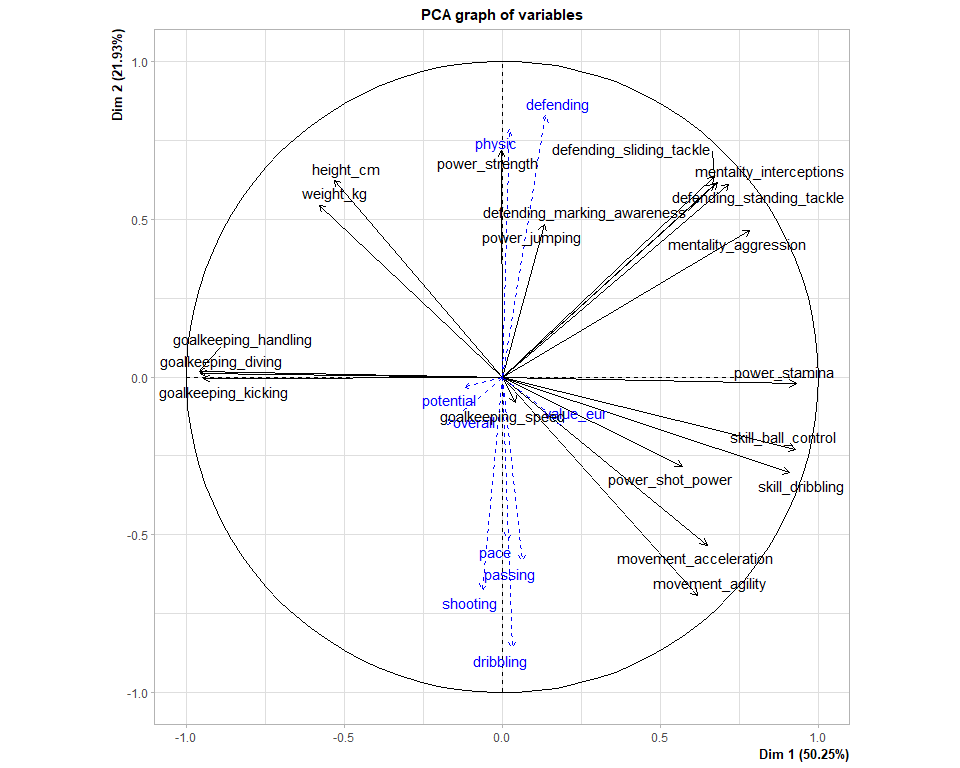 PCA graph of variables
Dim 2 (21.93%)
1.0
defending
physic
defending_sliding_tackle
power_strength
height_cm
mentality_interceptions
weight_kg
defending_standing_tackle
0.5
defending_marking_awareness
power_jumping
mentality_aggression
goalkeeping_handling
goalkeeping_diving
power_stamina
0.0
goalkeeping_kicking
potential
value_eur
goalkeeping_speed
overall
skill_ball_control
power_shot_power
skill_dribbling
-0.5
pace
movement_acceleration
passing
movement_agility
shooting
dribbling
-1.0
-1.0 -0.5 0.0 0.5 1.0
Dim 1 (50.25%)